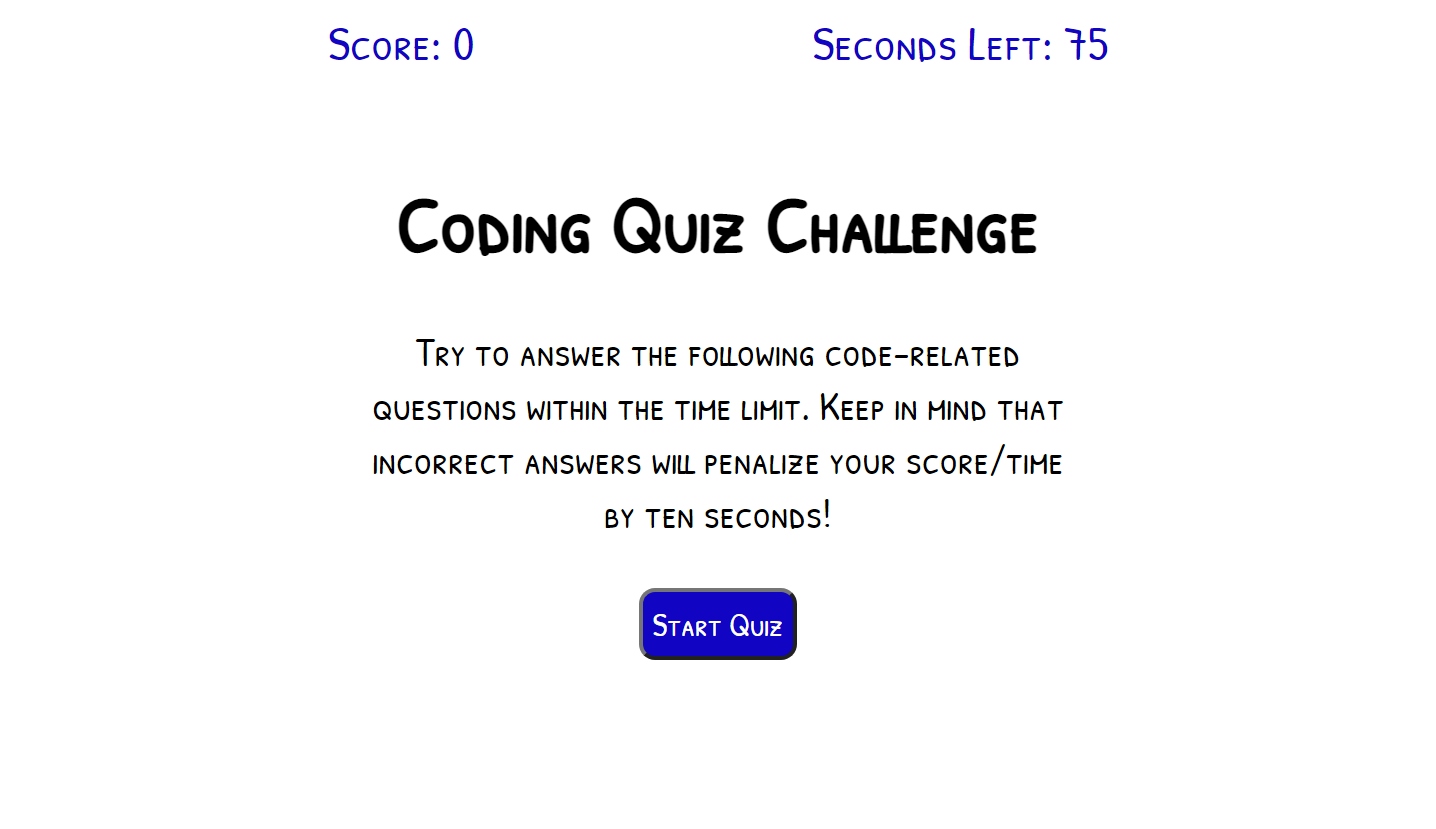 Score: 0
Seconds Left: 75
Coding Quiz Challenge
Try to answer the following code-related
questions within the time limit. Keep in mind that
incorrect answers will penalize your score/time
by ten seconds!
Start Quiz